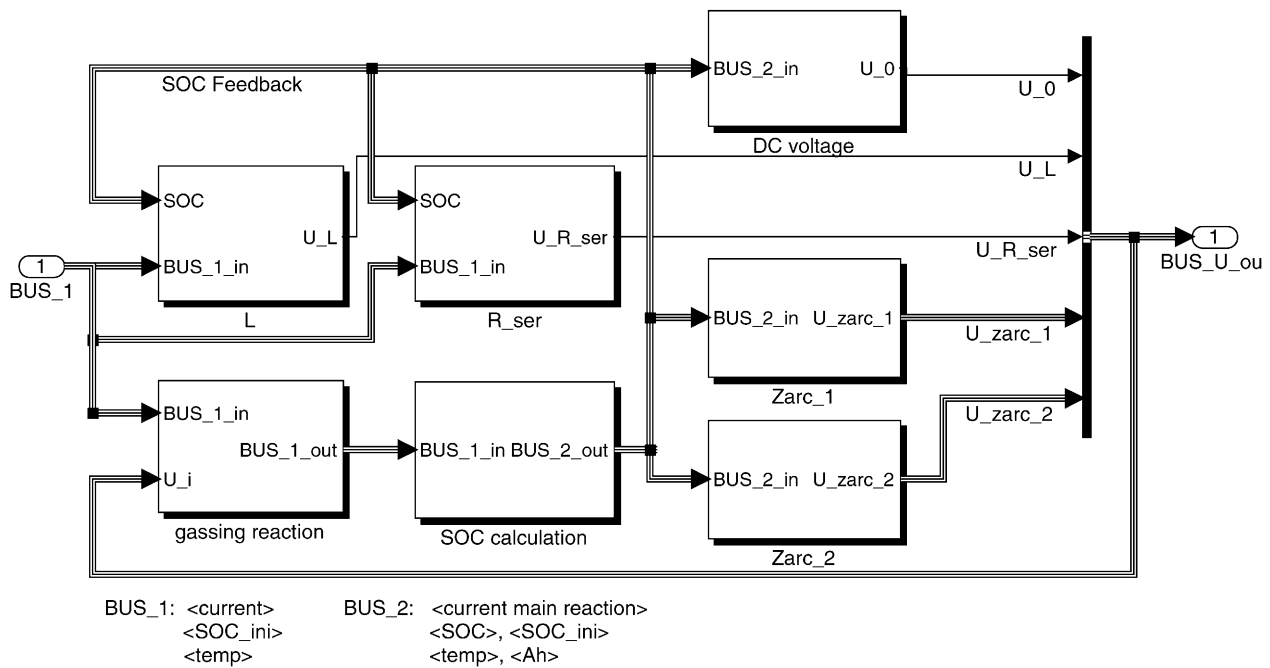 BUS_2_in U_0
SOC Feedback
U_0
DC voltage
U_L
SOC
U_L
BUS_1_in
L
SOC
U_R_ser
BUS_1_in
R_ser
U_R_ser
1
BUS_1
1
BUS_U_ou
BUS_2_in U_zarc_1
U_zarc_1
Zarc_1
BUS_1_in
BUS_1_out
U_i
gassing reaction
BUS_1_in BUS_2_out
SOC calculation
U_zarc_2
BUS_2_in U_zarc_2
Zarc_2
BUS_1: <current>
<SOC_ini>
<temp>
BUS_2: <current main reaction>
<SOC>, <SOC_ini>
<temp>, <Ah>